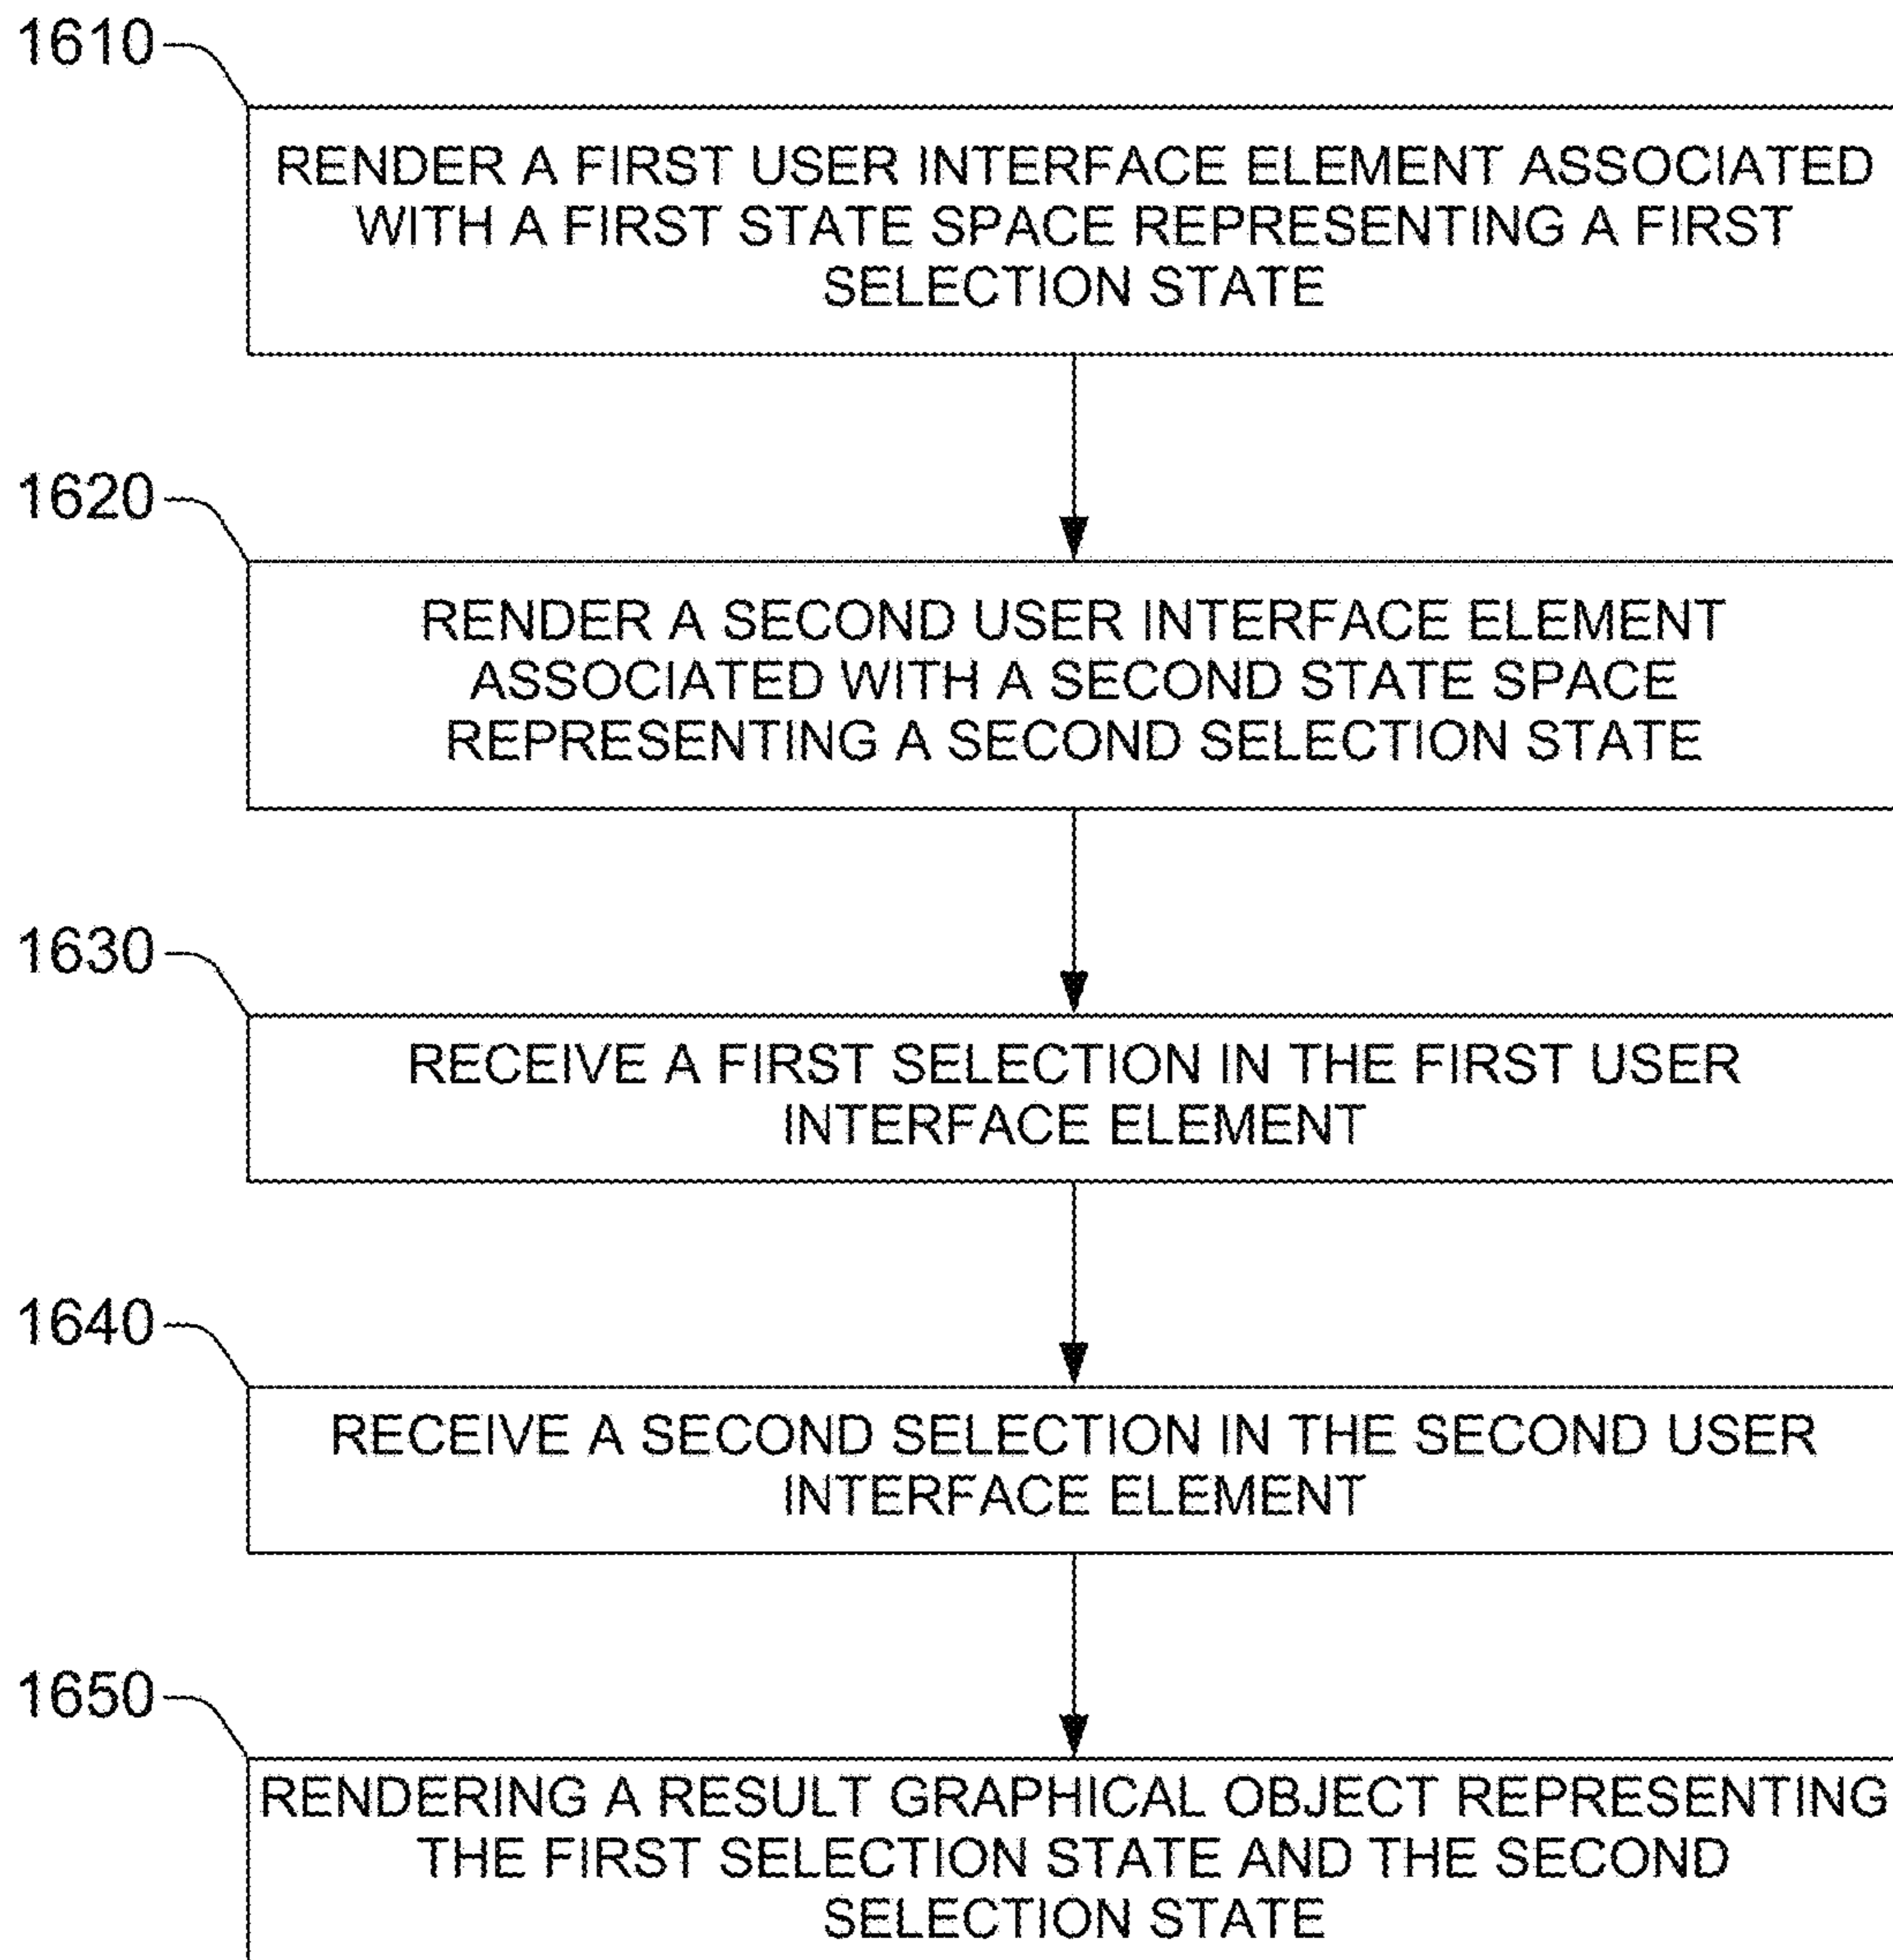 1610
RENDER A FIRST USER INTERFACE ELEMENT ASSOCIATED
WITH A FIRST STATE SPACE REPRESENTING A FIRST
SELECTION STATE
1620
RENDER A SECOND USER INTERFACE ELEMENT
ASSOCIATED WITH A SECOND STATE SPACE
REPRESENTING A SECOND SELECTION STATE
1630
RECEIVE A FIRST SELECTION IN THE FIRST USER
INTERFACE ELEMENT
1640
RECEIVE A SECOND SELECTION IN THE SECOND USER
INTERFACE ELEMENT
1650
RENDERING A RESULT GRAPHICAL OBJECT REPRESENTING
THE FIRST SELECTION STATE AND THE SECOND
SELECTION STATE